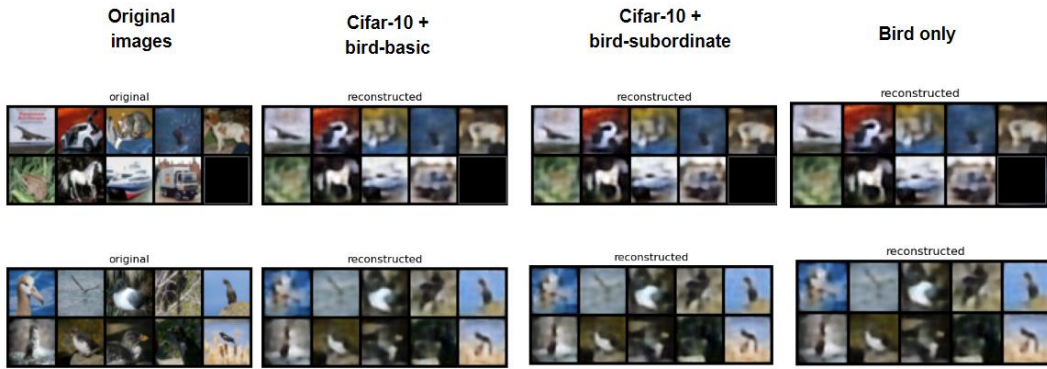 Original
images
Cifar-10 +
bird-basic
Cifar-10 +
bird-subordinate
Bird only
original
reconstructed
reconstructed
reconstructed
original
reconstructed
reconstructed
reconstructed